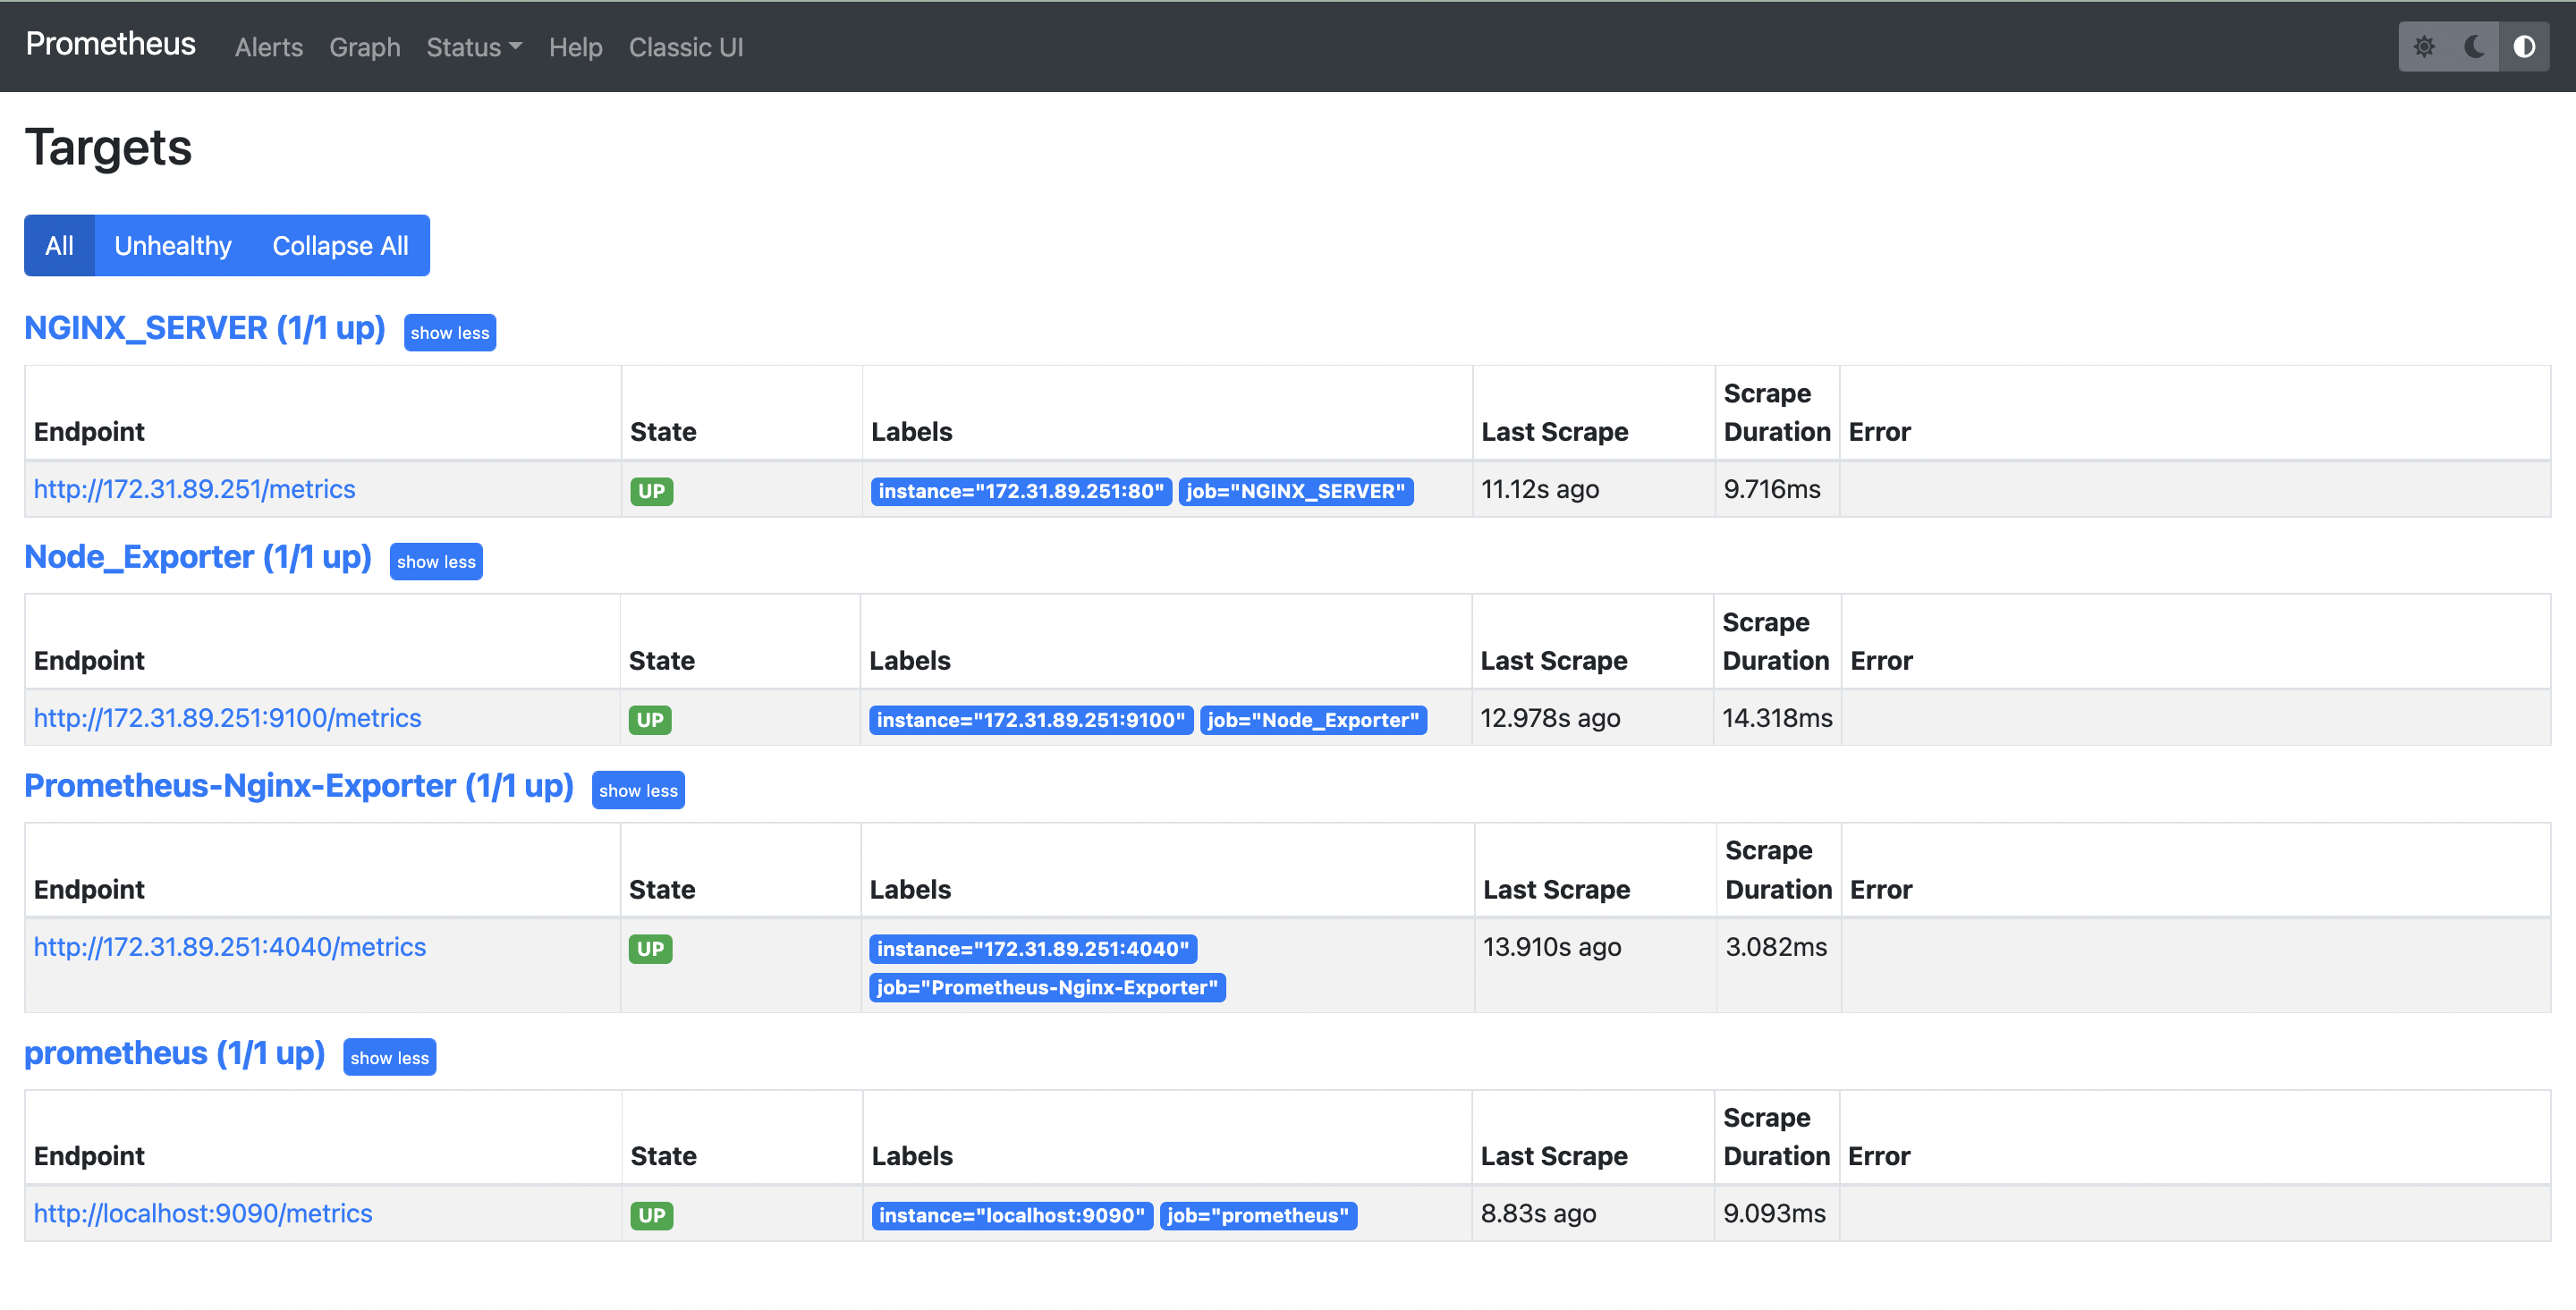 Prometheus Alerts Graph Status Help Classic UI
Targets
All Unhealthy Collapse All
NGINX_SERVER (1/1 up) show less
Endpoint State Labels Last Scrape Scrape Duration Error
http://172.31.89.251/metrics UP instance="172.31.89.251:80" job="NGINX_SERVER" 11.12s ago 9.716ms
Node_Exporter (1/1 up) show less
Endpoint State Labels Last Scrape Scrape Duration Error
http://172.31.89.251:9100/metrics UP instance="172.31.89.251:9100" job="Node_Exporter" 12.978s ago 14.318ms
Prometheus-Nginx-Exporter (1/1 up) show less
Endpoint State Labels Last Scrape Scrape Duration Error
http://172.31.89.251:4040/metrics UP instance="172.31.89.251:4040" 13.910s ago 3.082ms
job="Prometheus-Nginx-Exporter"
prometheus (1/1 up) show less
Endpoint State Labels Last Scrape Scrape Duration Error
http://localhost:9090/metrics UP instance="localhost:9090" job="prometheus" 8.83s ago 9.093ms